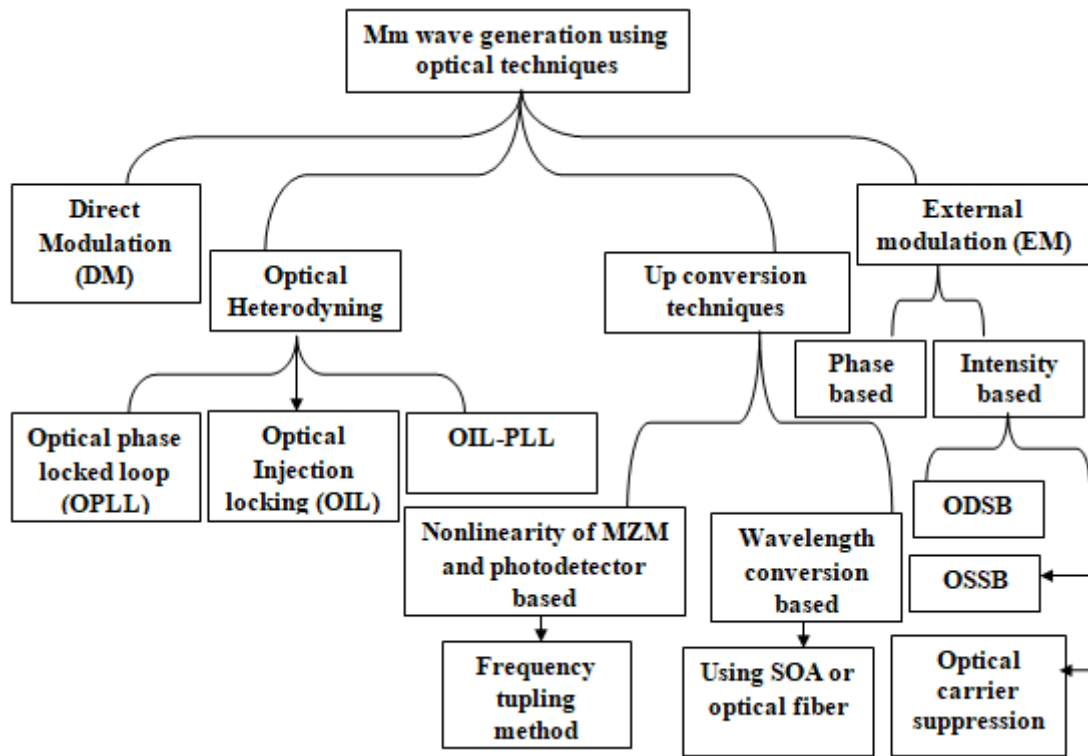 Mm wave generation using
optical techniques
Direct
Modulation
(DM)
Optical
Heterodyning
Up conversion
techniques
External
modulation (EM)
Phase
based
Intensity
based
Optical phase
locked loop
(OPLL)
Optical
Injection
locking (OIL)
OIL-PLL
Nonlinearity of MZM
and photodetector
based
Wavelength
conversion
based
ODSB
OSSB
Frequency
tupling
method
Using SOA or
optical fiber
Optical
carrier
suppression